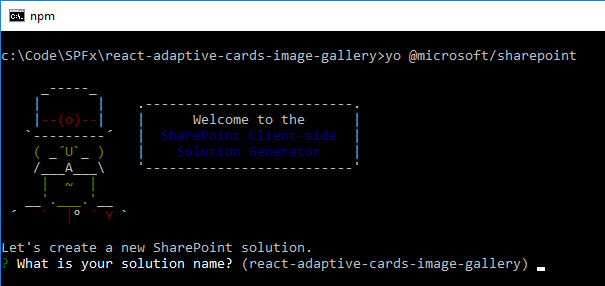 npm
c:\Code\SPFx\react-adaptive-cards-image-gallery>yo @microsoft/sharepoint
Welcome to the
SharePoint Client-side
Solution Generator
Let's create a new SharePoint solution.
? What is your solution name? (react-adaptive-cards-image-gallery)